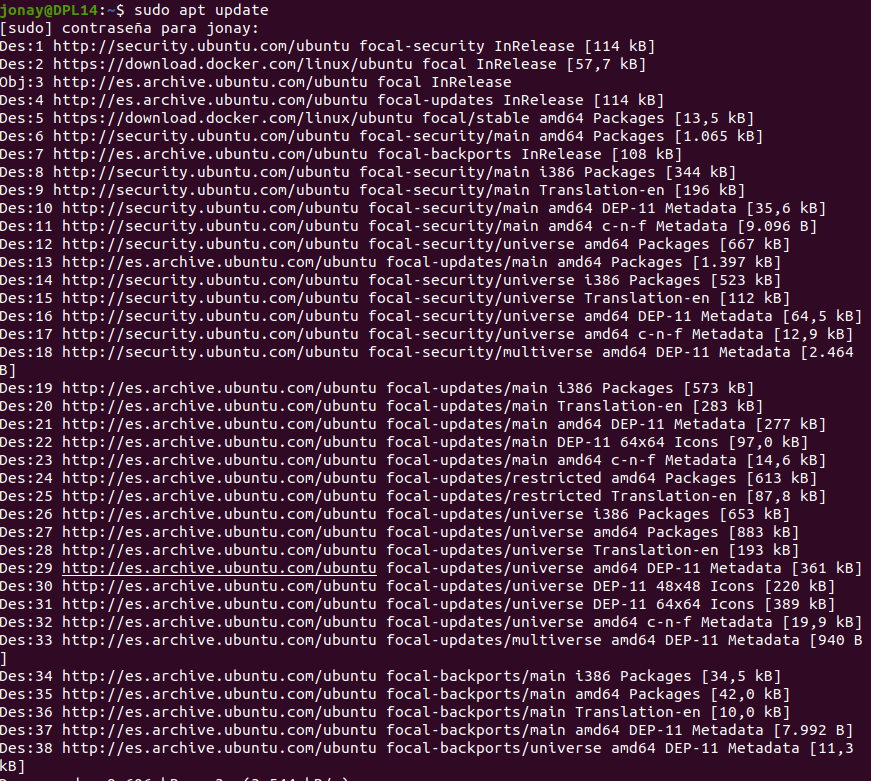 jonay@DPL14:~$ sudo apt update
[sudo] contraseña para jonay:
Des:1 http://security.ubuntu.com/ubuntu focal-security InRelease [114 kB]
Des:2 https://download.docker.com/linux/ubuntu focal InRelease [57,7 kB]
Obj:3 http://es.archive.ubuntu.com/ubuntu focal InRelease
Des:4 http://es.archive.ubuntu.com/ubuntu focal-updates InRelease [114 kB]
Des:5 https://download.docker.com/linux/ubuntu focal/stable amd64 Packages [13,5 kB]
Des:6 http://security.ubuntu.com/ubuntu focal-security/main amd64 Packages [1.065 kB]
Des:7 http://es.archive.ubuntu.com/ubuntu focal-backports InRelease [108 kB]
Des:8 http://security.ubuntu.com/ubuntu focal-security/main i386 Packages [344 kB]
Des:9 http://security.ubuntu.com/ubuntu focal-security/main Translation-en [196 kB]
Des:10 http://security.ubuntu.com/ubuntu focal-security/main amd64 DEP-11 Metadata [35,6 kB]
Des:11 http://security.ubuntu.com/ubuntu focal-security/main amd64 c-n-f Metadata [9.096 B]
Des:12 http://security.ubuntu.com/ubuntu focal-security/universe amd64 Packages [667 kB]
Des:13 http://es.archive.ubuntu.com/ubuntu focal-updates/main amd64 Packages [1.397 kB]
Des:14 http://security.ubuntu.com/ubuntu focal-security/universe i386 Packages [523 kB]
Des:15 http://security.ubuntu.com/ubuntu focal-security/universe Translation-en [112 kB]
Des:16 http://security.ubuntu.com/ubuntu focal-security/universe amd64 DEP-11 Metadata [64,5 kB]
Des:17 http://security.ubuntu.com/ubuntu focal-security/universe amd64 c-n-f Metadata [12,9 kB]
Des:18 http://security.ubuntu.com/ubuntu focal-security/multiverse amd64 DEP-11 Metadata [2.464
B]
Des:19 http://es.archive.ubuntu.com/ubuntu focal-updates/main i386 Packages [573 kB]
Des:20 http://es.archive.ubuntu.com/ubuntu focal-updates/main Translation-en [283 kB]
Des:21 http://es.archive.ubuntu.com/ubuntu focal-updates/main amd64 DEP-11 Metadata [277 kB]
Des:22 http://es.archive.ubuntu.com/ubuntu focal-updates/main DEP-11 64x64 Icons [97,0 kB]
Des:23 http://es.archive.ubuntu.com/ubuntu focal-updates/main amd64 c-n-f Metadata [14,6 kB]
Des:24 http://es.archive.ubuntu.com/ubuntu focal-updates/restricted amd64 Packages [613 kB]
Des:25 http://es.archive.ubuntu.com/ubuntu focal-updates/restricted Translation-en [87,8 kB]
Des:26 http://es.archive.ubuntu.com/ubuntu focal-updates/universe i386 Packages [653 kB]
Des:27 http://es.archive.ubuntu.com/ubuntu focal-updates/universe amd64 Packages [883 kB]
Des:28 http://es.archive.ubuntu.com/ubuntu focal-updates/universe Translation-en [193 kB]
Des:29 http://es.archive.ubuntu.com/ubuntu focal-updates/universe amd64 DEP-11 Metadata [361 kB]
Des:30 http://es.archive.ubuntu.com/ubuntu focal-updates/universe DEP-11 48x48 Icons [220 kB]
Des:31 http://es.archive.ubuntu.com/ubuntu focal-updates/universe DEP-11 64x64 Icons [389 kB]
Des:32 http://es.archive.ubuntu.com/ubuntu focal-updates/universe amd64 c-n-f Metadata [19,9 kB]
Des:33 http://es.archive.ubuntu.com/ubuntu focal-updates/multiverse amd64 DEP-11 Metadata [940 B
]
Des:34 http://es.archive.ubuntu.com/ubuntu focal-backports/main i386 Packages [34,5 kB]
Des:35 http://es.archive.ubuntu.com/ubuntu focal-backports/main amd64 Packages [42,0 kB]
Des:36 http://es.archive.ubuntu.com/ubuntu focal-backports/main Translation-en [10,0 kB]
Des:37 http://es.archive.ubuntu.com/ubuntu focal-backports/main amd64 DEP-11 Metadata [7.992 B]
Des:38 http://es.archive.ubuntu.com/ubuntu focal-backports/universe amd64 DEP-11 Metadata [11,3
kB]